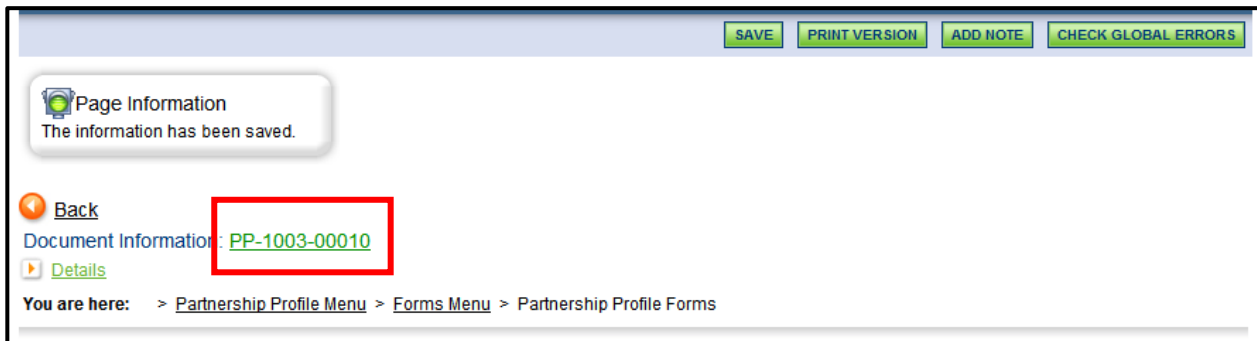 SAVE PRINT VERSION ADD NOTE CHECK GLOBAL ERRORS
Page Information
The information has been saved.
Back
Document Information: PP-1003-00010
Details
You are here: > Partnership Profile Menu > Forms Menu > Partnership Profile Forms